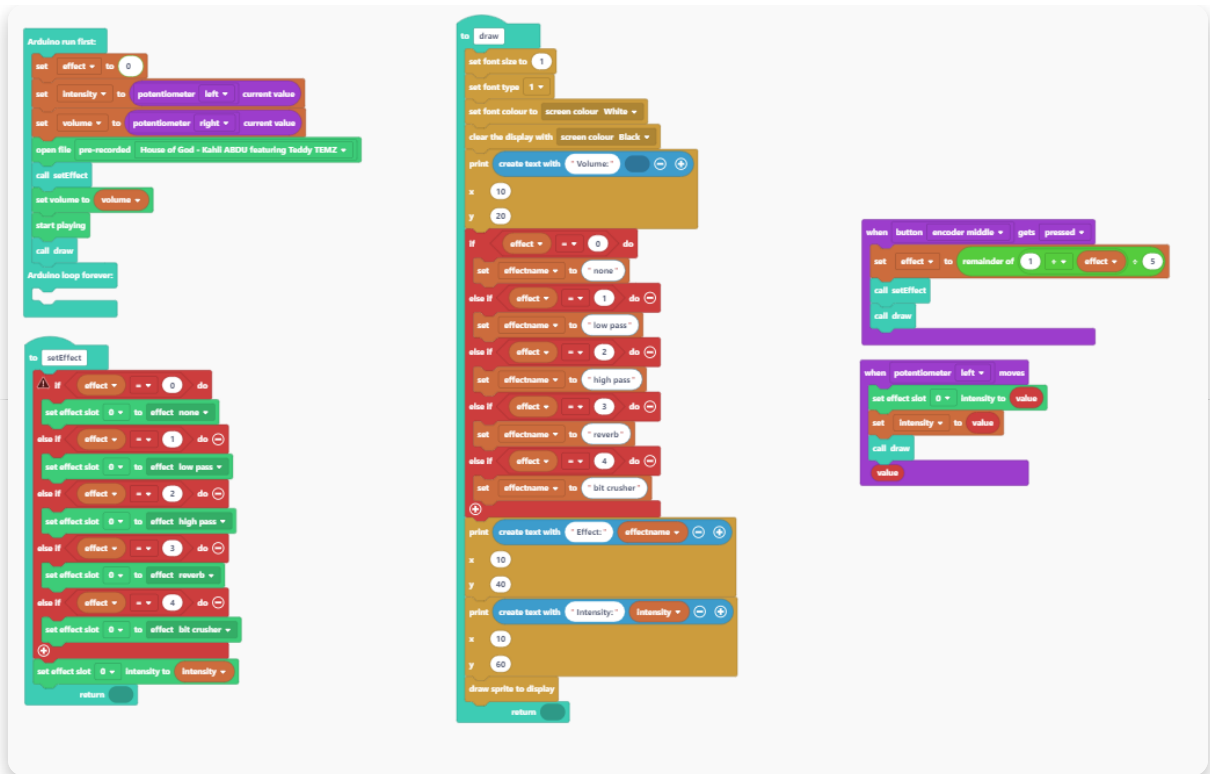 Arduino run first:
set effect to 0
set intensity to potentiometer left current value
set volume to potentiometer right current value
open file pre-recorded House of God - Kahli ABDU featuring Teddy TEMZ
call setEffect
set volume to volume
start playing
call draw
Arduino loop forever:
to setEffect
if effect = 0 do
set effect slot 0 to effect none
else if effect = 1 do
set effect slot 0 to effect low pass
else if effect = 2 do
set effect slot 0 to effect high pass
else if effect = 3 do
set effect slot 0 to effect reverb
else if effect = 4 do
set effect slot 0 to effect bit crusher
set effect slot 0 intensity to intensity
return
to draw
set font size to 1
set font type 1
set font colour to screen colour White
clear the display with screen colour Black
print create text with "Volume:"
x 10
y 20
if effect = 0 do
set effectname to "none"
else if effect = 1 do
set effectname to "low pass"
else if effect = 2 do
set effectname to "high pass"
else if effect = 3 do
set effectname to "reverb"
else if effect = 4 do
set effectname to "bit crusher"
print create text with "Effect:" effectname
x 10
y 40
print create text with "Intensity:" intensity
x 10
y 60
draw sprite to display
return
when button encoder middle gets pressed
set effect to remainder of 1 + effect ÷ 5
call setEffect
call draw
when potentiometer left moves
set effect slot 0 intensity to value
set intensity to value
call draw
value